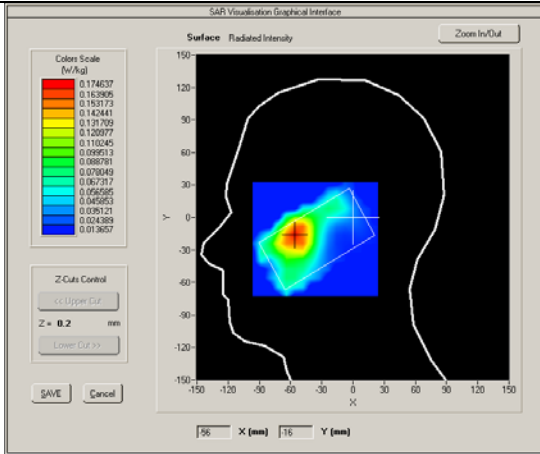 SAR Visualisation Graphical Interface
Surface Radiated Intensity
Zoom In/Out
Colors Scale
(W/kg)
0.174637
0.163905
0.153173
0.142441
0.131709
0.120977
0.110245
0.099513
0.088781
0.078049
0.067317
0.056585
0.045853
0.035121
0.024389
0.013657
150
120
90
60
30
0
-30
-60
-90
-120
-150
Y
-150 -120 -90 -60 -30 0 30 60 90 120 150
X
Z-Cuts Control
<< Upper Cut
Z = 0.2 mm
Lower Cut >>
SAVE Cancel
-56 X (mm) -16 Y (mm)